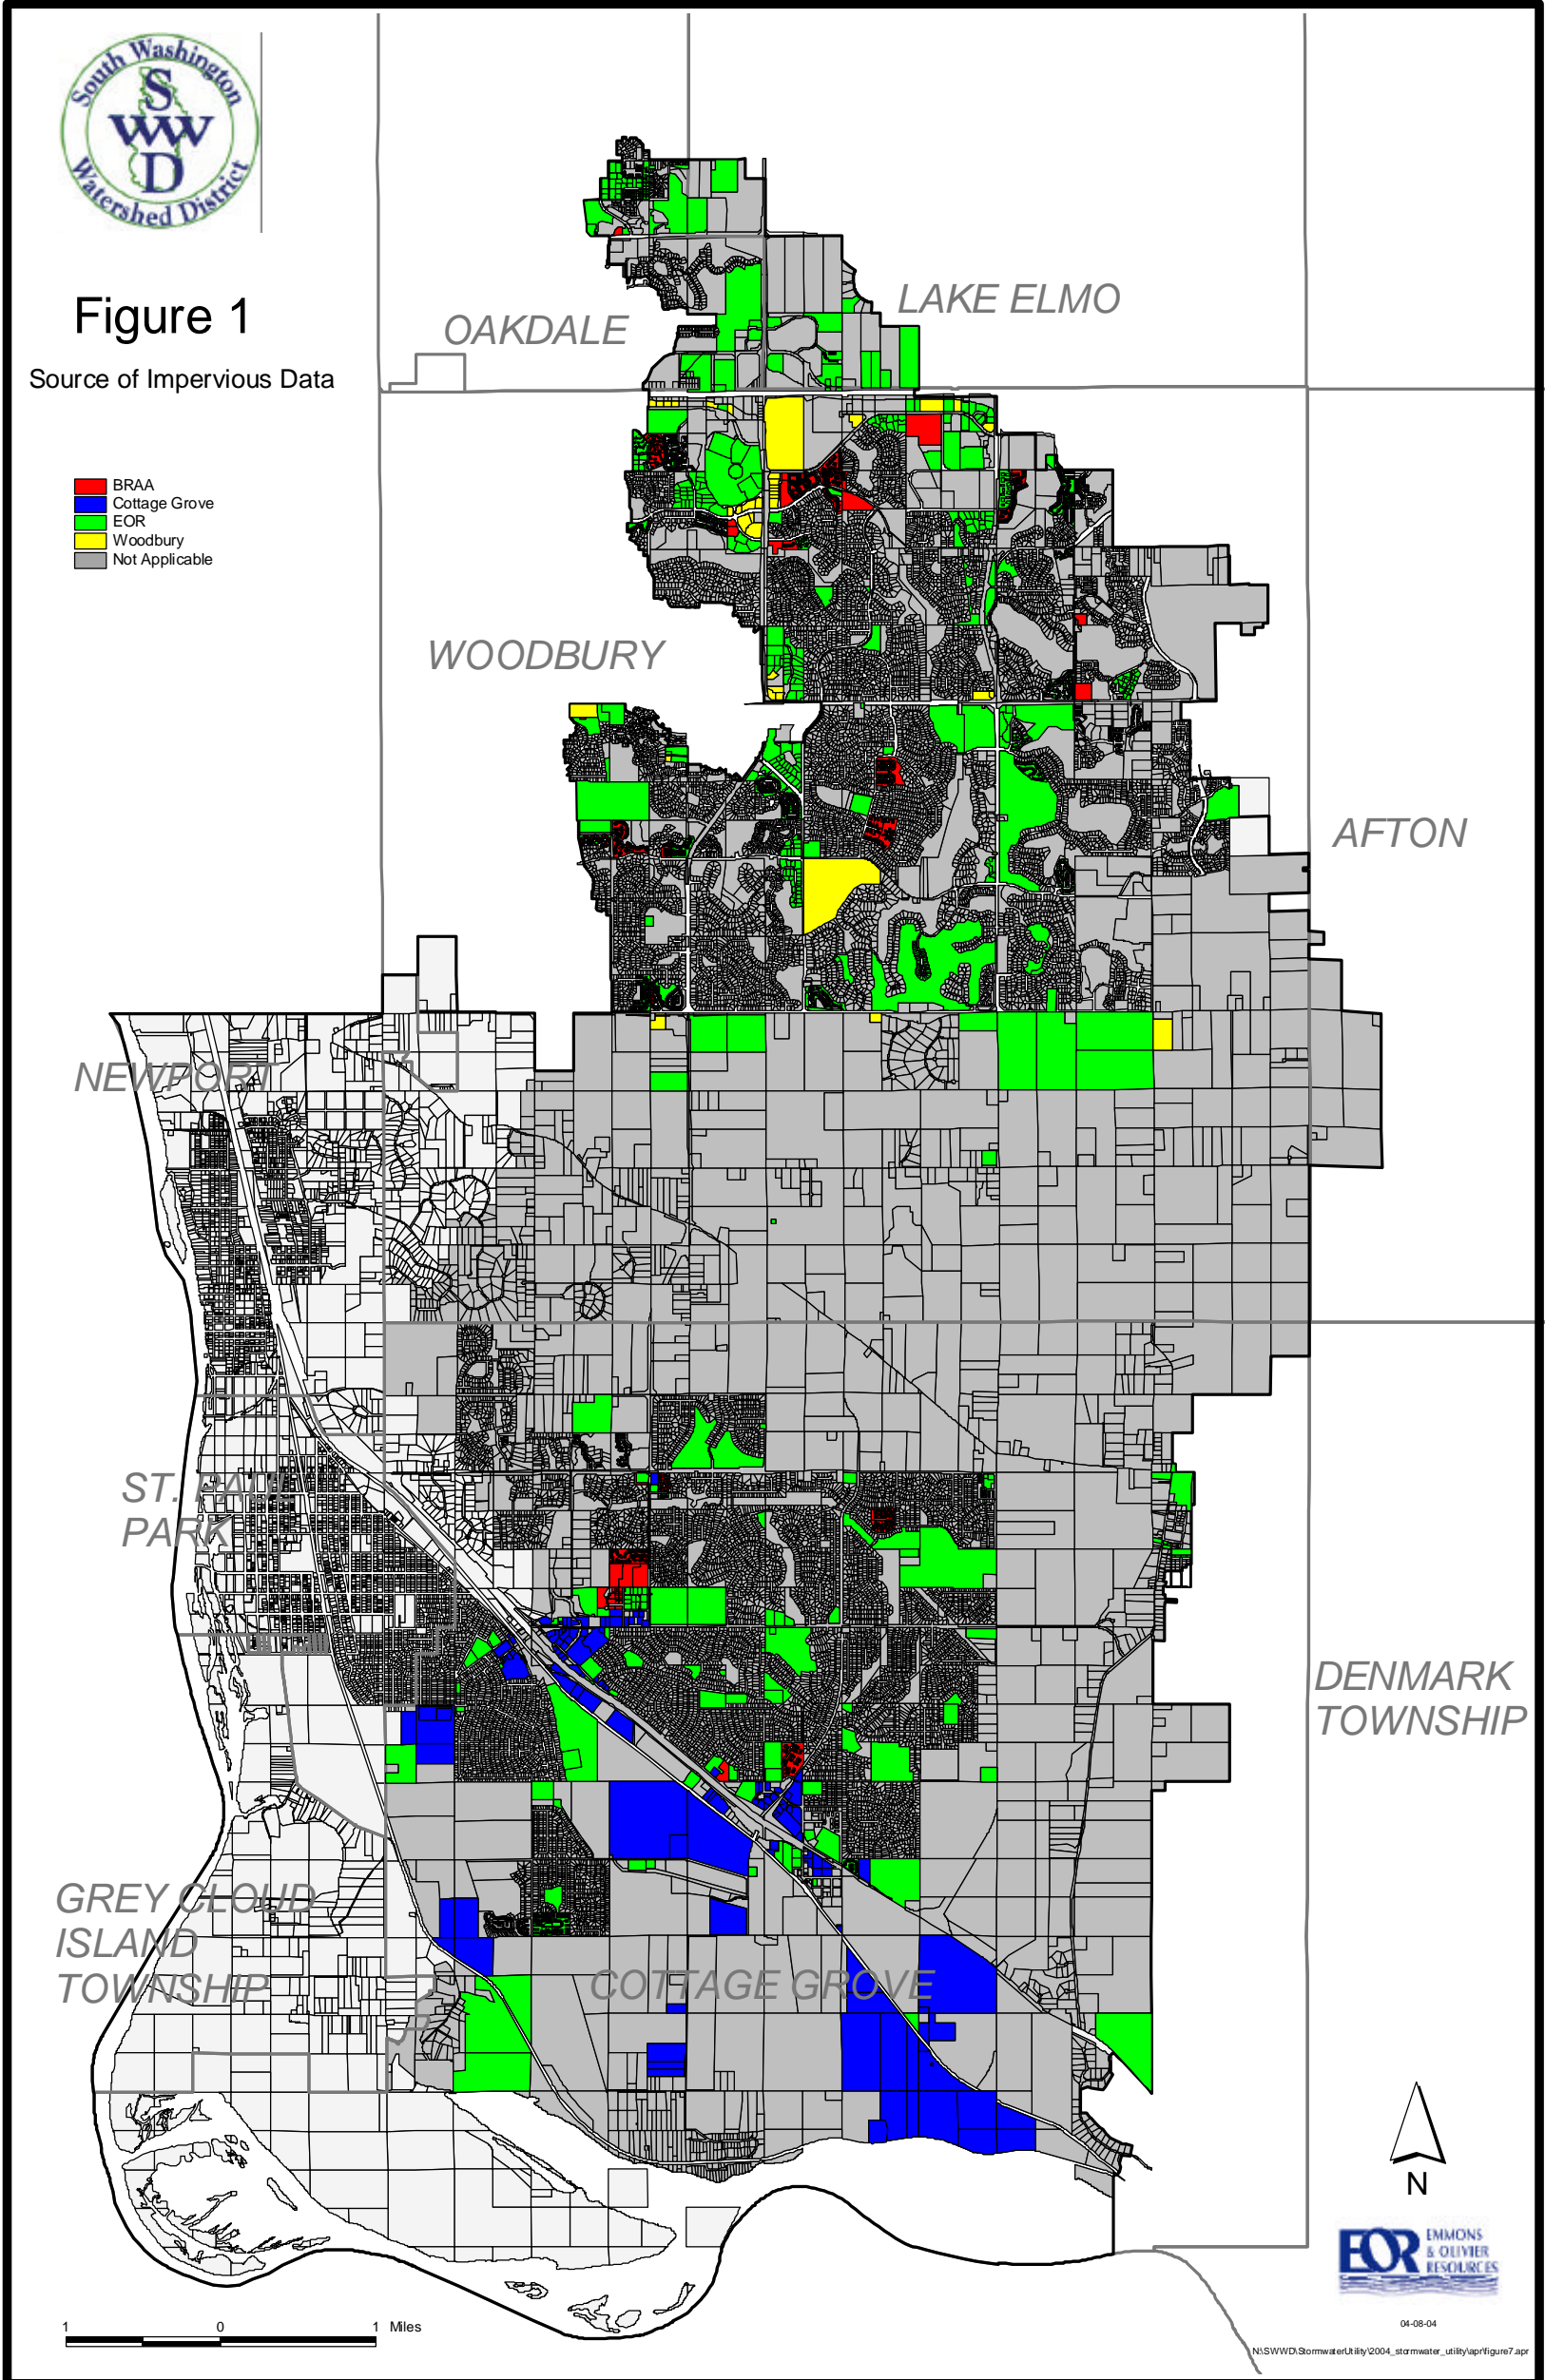 South Washington
S
WW
D
Watershed District
Figure 1
Source of Impervious Data
BRAA
Cottage Grove
EOR
Woodbury
Not Applicable
OAKDALE
LAKE ELMO
WOODBURY
AFTON
NEWPORT
ST. PAUL
PARK
DENMARK
TOWNSHIP
GREY CLOUD
ISLAND
TOWNSHIP
COTTAGE GROVE
N
EOR
EMMONS
& OLIVIER
RESOURCES
1 0 1 Miles
04-08-04
N:\SWWD\StormwaterUtility\2004_stormwater_utility\apr\figure7.apr